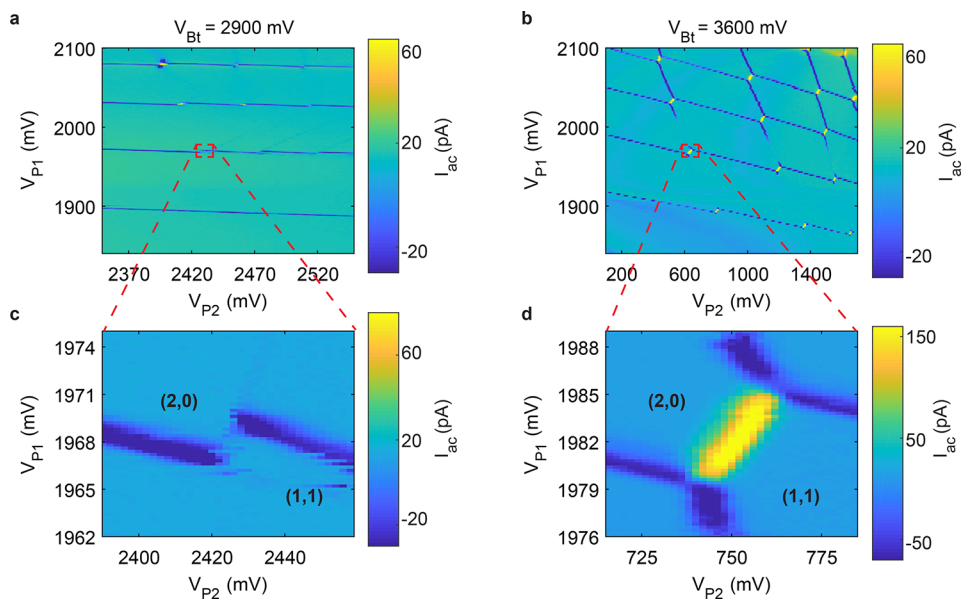 a
V_Bt = 2900 mV
2100
2000
1900
V_P1 (mV)
2370
2420
2470
2520
V_P2 (mV)
60
20
-20
I_ac (pA)
b
V_Bt = 3600 mV
2100
2000
1900
V_P1 (mV)
100
600
1000
1400
V_P2 (mV)
60
20
-20
I_ac (pA)
c
1974
1971
1968
1965
1962
V_P1 (mV)
(2,0)
(1,1)
2400
2420
2440
V_P2 (mV)
60
20
-20
I_ac (pA)
d
1988
1985
1982
1979
1976
V_P1 (mV)
(2,0)
(1,1)
725
750
775
V_P2 (mV)
150
50
-50
I_ac (pA)